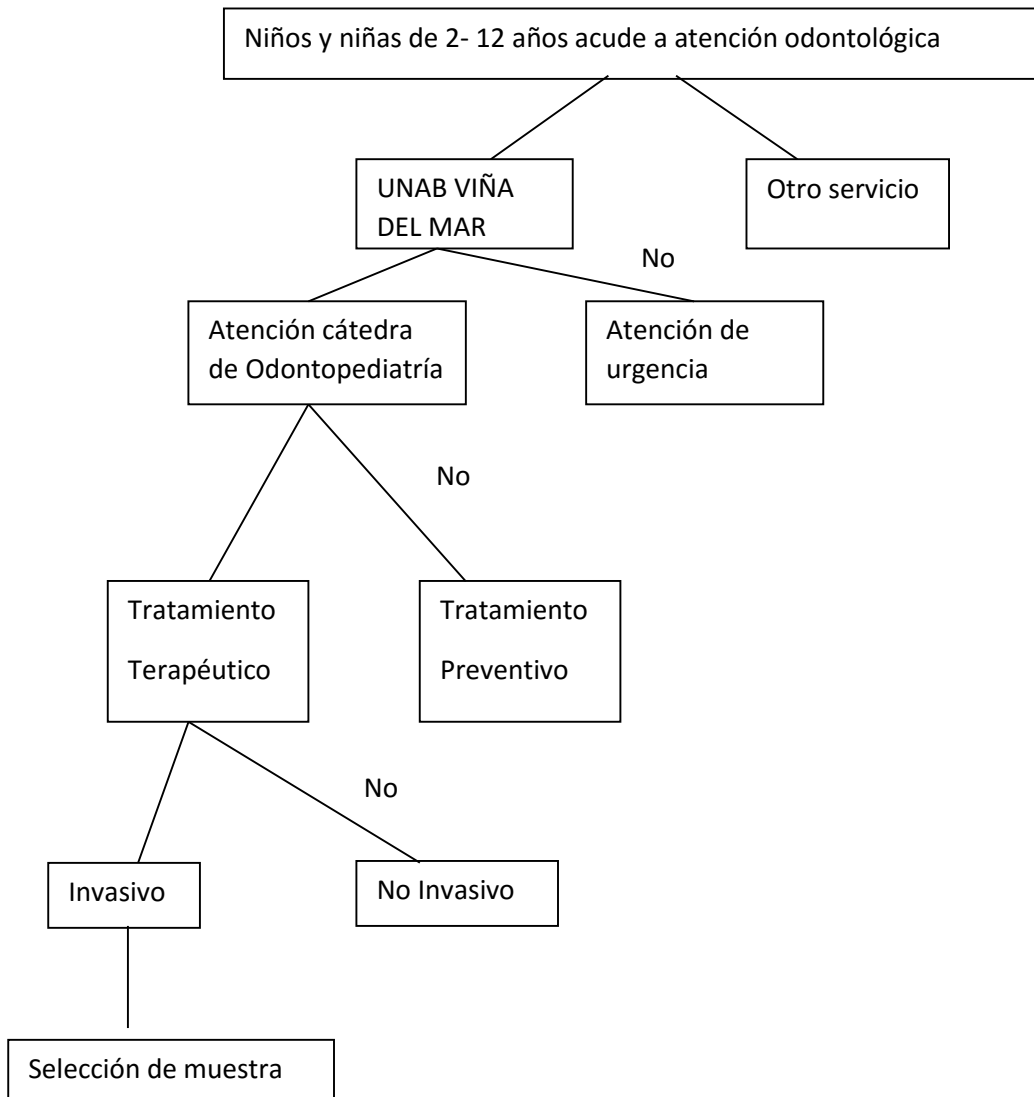 Niños y niñas de 2- 12 años acude a atención odontológica
UNAB VIÑA
DEL MAR
Otro servicio
No
Atención cátedra
de Odontopediatría
Atención de
urgencia
No
Tratamiento
Terapéutico
Tratamiento
Preventivo
No
Invasivo
No Invasivo
Selección de muestra